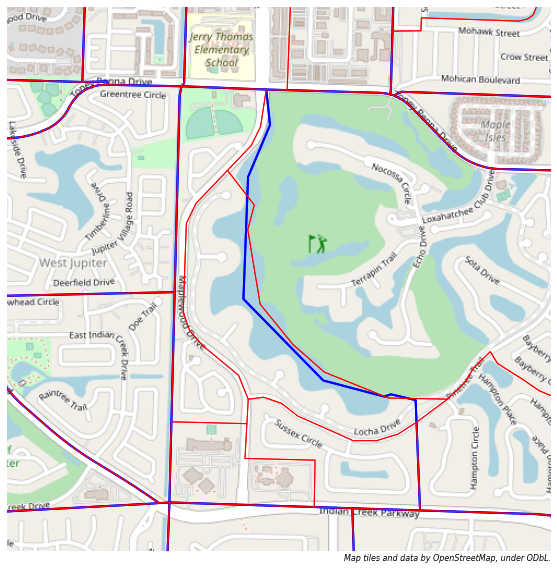 ood Drive
Jerry Thomas
Elementary
School
Mohawk Street
Crow Street
Mohican Boulevard
Toney Penna Drive
Greentree Circle
Toney Penna Drive
Maple
Isles
Lakeside Drive
Timberline Drive
Jupiter Village Road
Nocossa Circle
Loxahatchee Club Drive
Echo Drive
Terrapin Trail
Sota Drive
West Jupiter
Deerfield Drive
whead Circle
Doe Trail
Maplewood Drive
East Indian
Creek Drive
Bayberry
Bayberry C
Pinetree Trail
Hampton Place
Hampto
Place
Raintree Trail
Sussex Circle
Locha Drive
Hampton Circle
f
ter
reek Drive
Indian Creek Parkway
Map tiles and data by OpenStreetMap, under ODbL.